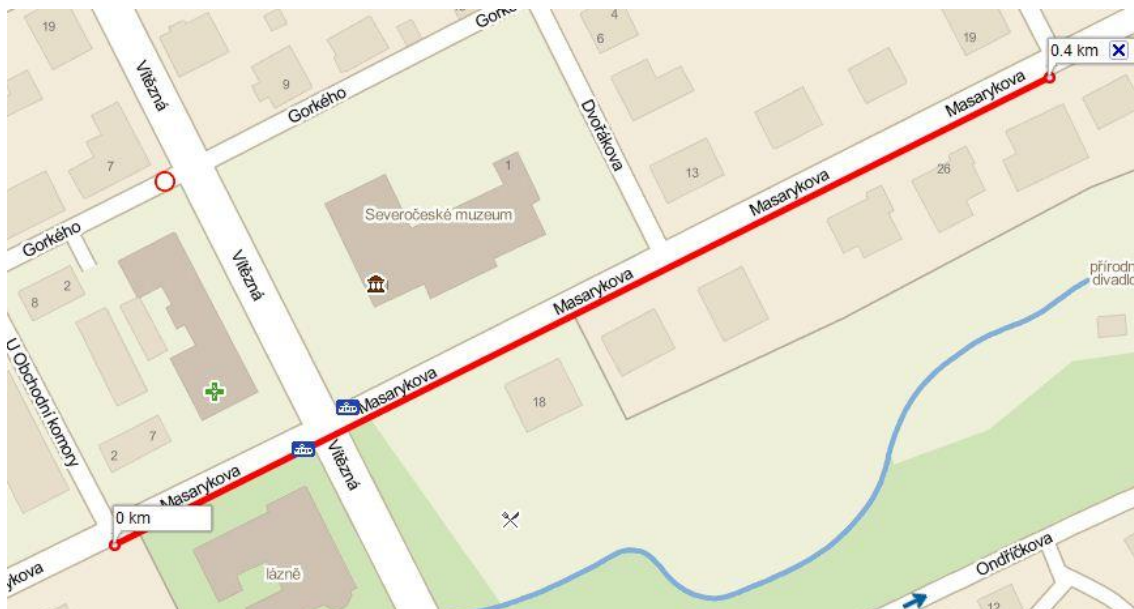 19
Vítězná
Gorkého
4
6
19
0.4 km
9
Gorkého
Masarykova
7
Dvořákova
1
13
26
Masarykova
Severočeské muzeum
Gorkého
Vítězná
přírodní
divadlo
8
2
Masarykova
U Obchodní komory
Masarykova
18
7
2
Vítězná
Masarykova
0 km
lázně
Ondříčkova
12